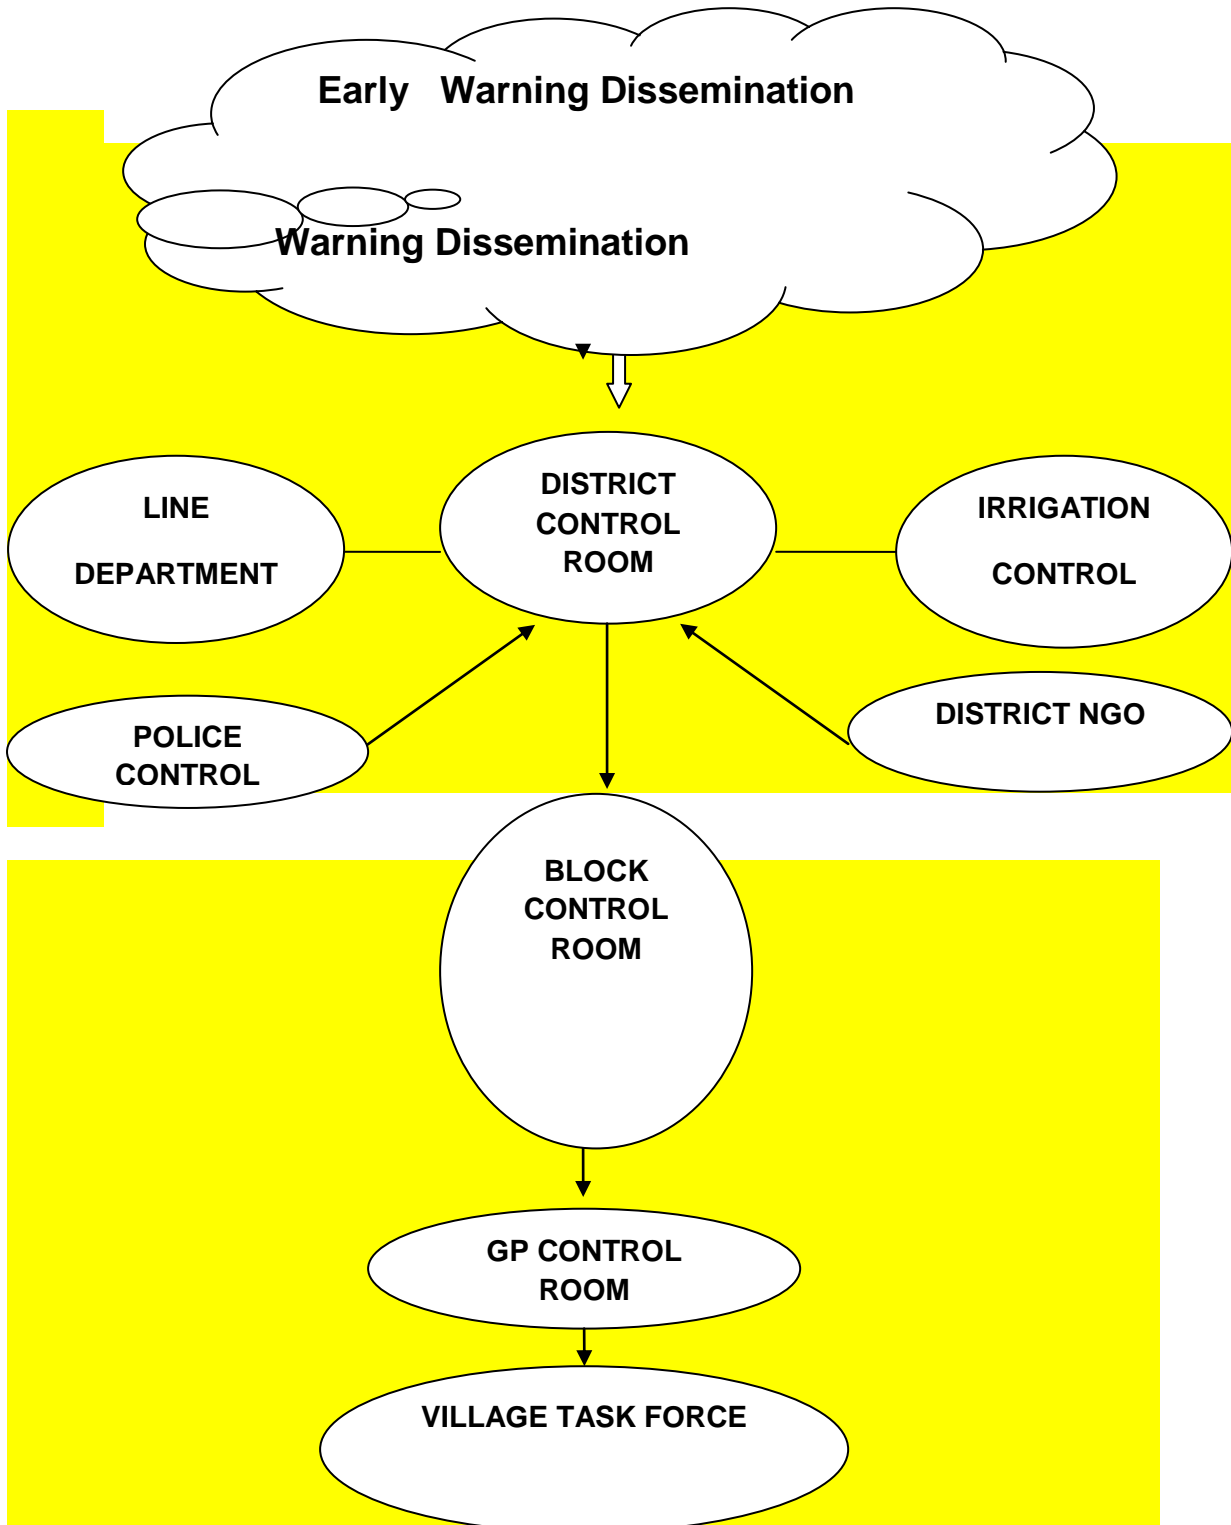 Early Warning Dissemination
Warning Dissemination
DISTRICT
CONTROL
ROOM
LINE
DEPARTMENT
IRRIGATION
CONTROL
POLICE
CONTROL
DISTRICT NGO
BLOCK
CONTROL
ROOM
GP CONTROL
ROOM
VILLAGE TASK FORCE